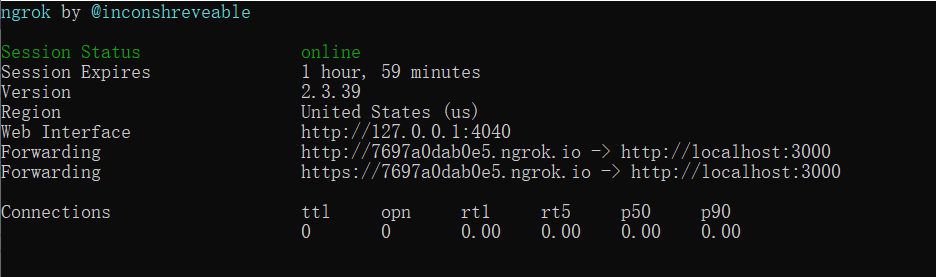 ngrok by @inconshreveable
Session Status online
Session Expires 1 hour, 59 minutes
Version 2.3.39
Region United States (us)
Web Interface http://127.0.0.1:4040
Forwarding http://7697a0dab0e5.ngrok.io -> http://localhost:3000
Forwarding https://7697a0dab0e5.ngrok.io -> http://localhost:3000
Connections ttl opn rt1 rt5 p50 p90
0 0 0.00 0.00 0.00 0.00